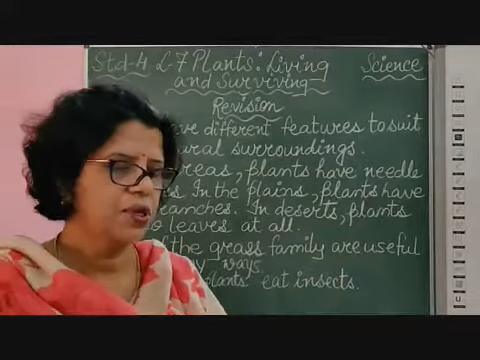 Std-4 L-7 Plants: Living Science
and Surviving
Revision
have different features to suit
surroundings.
areas, plants have needle
In the plains, plants have
branches. In deserts, plants
leaves at all.
the grass family are useful
ways
plants eat insects.